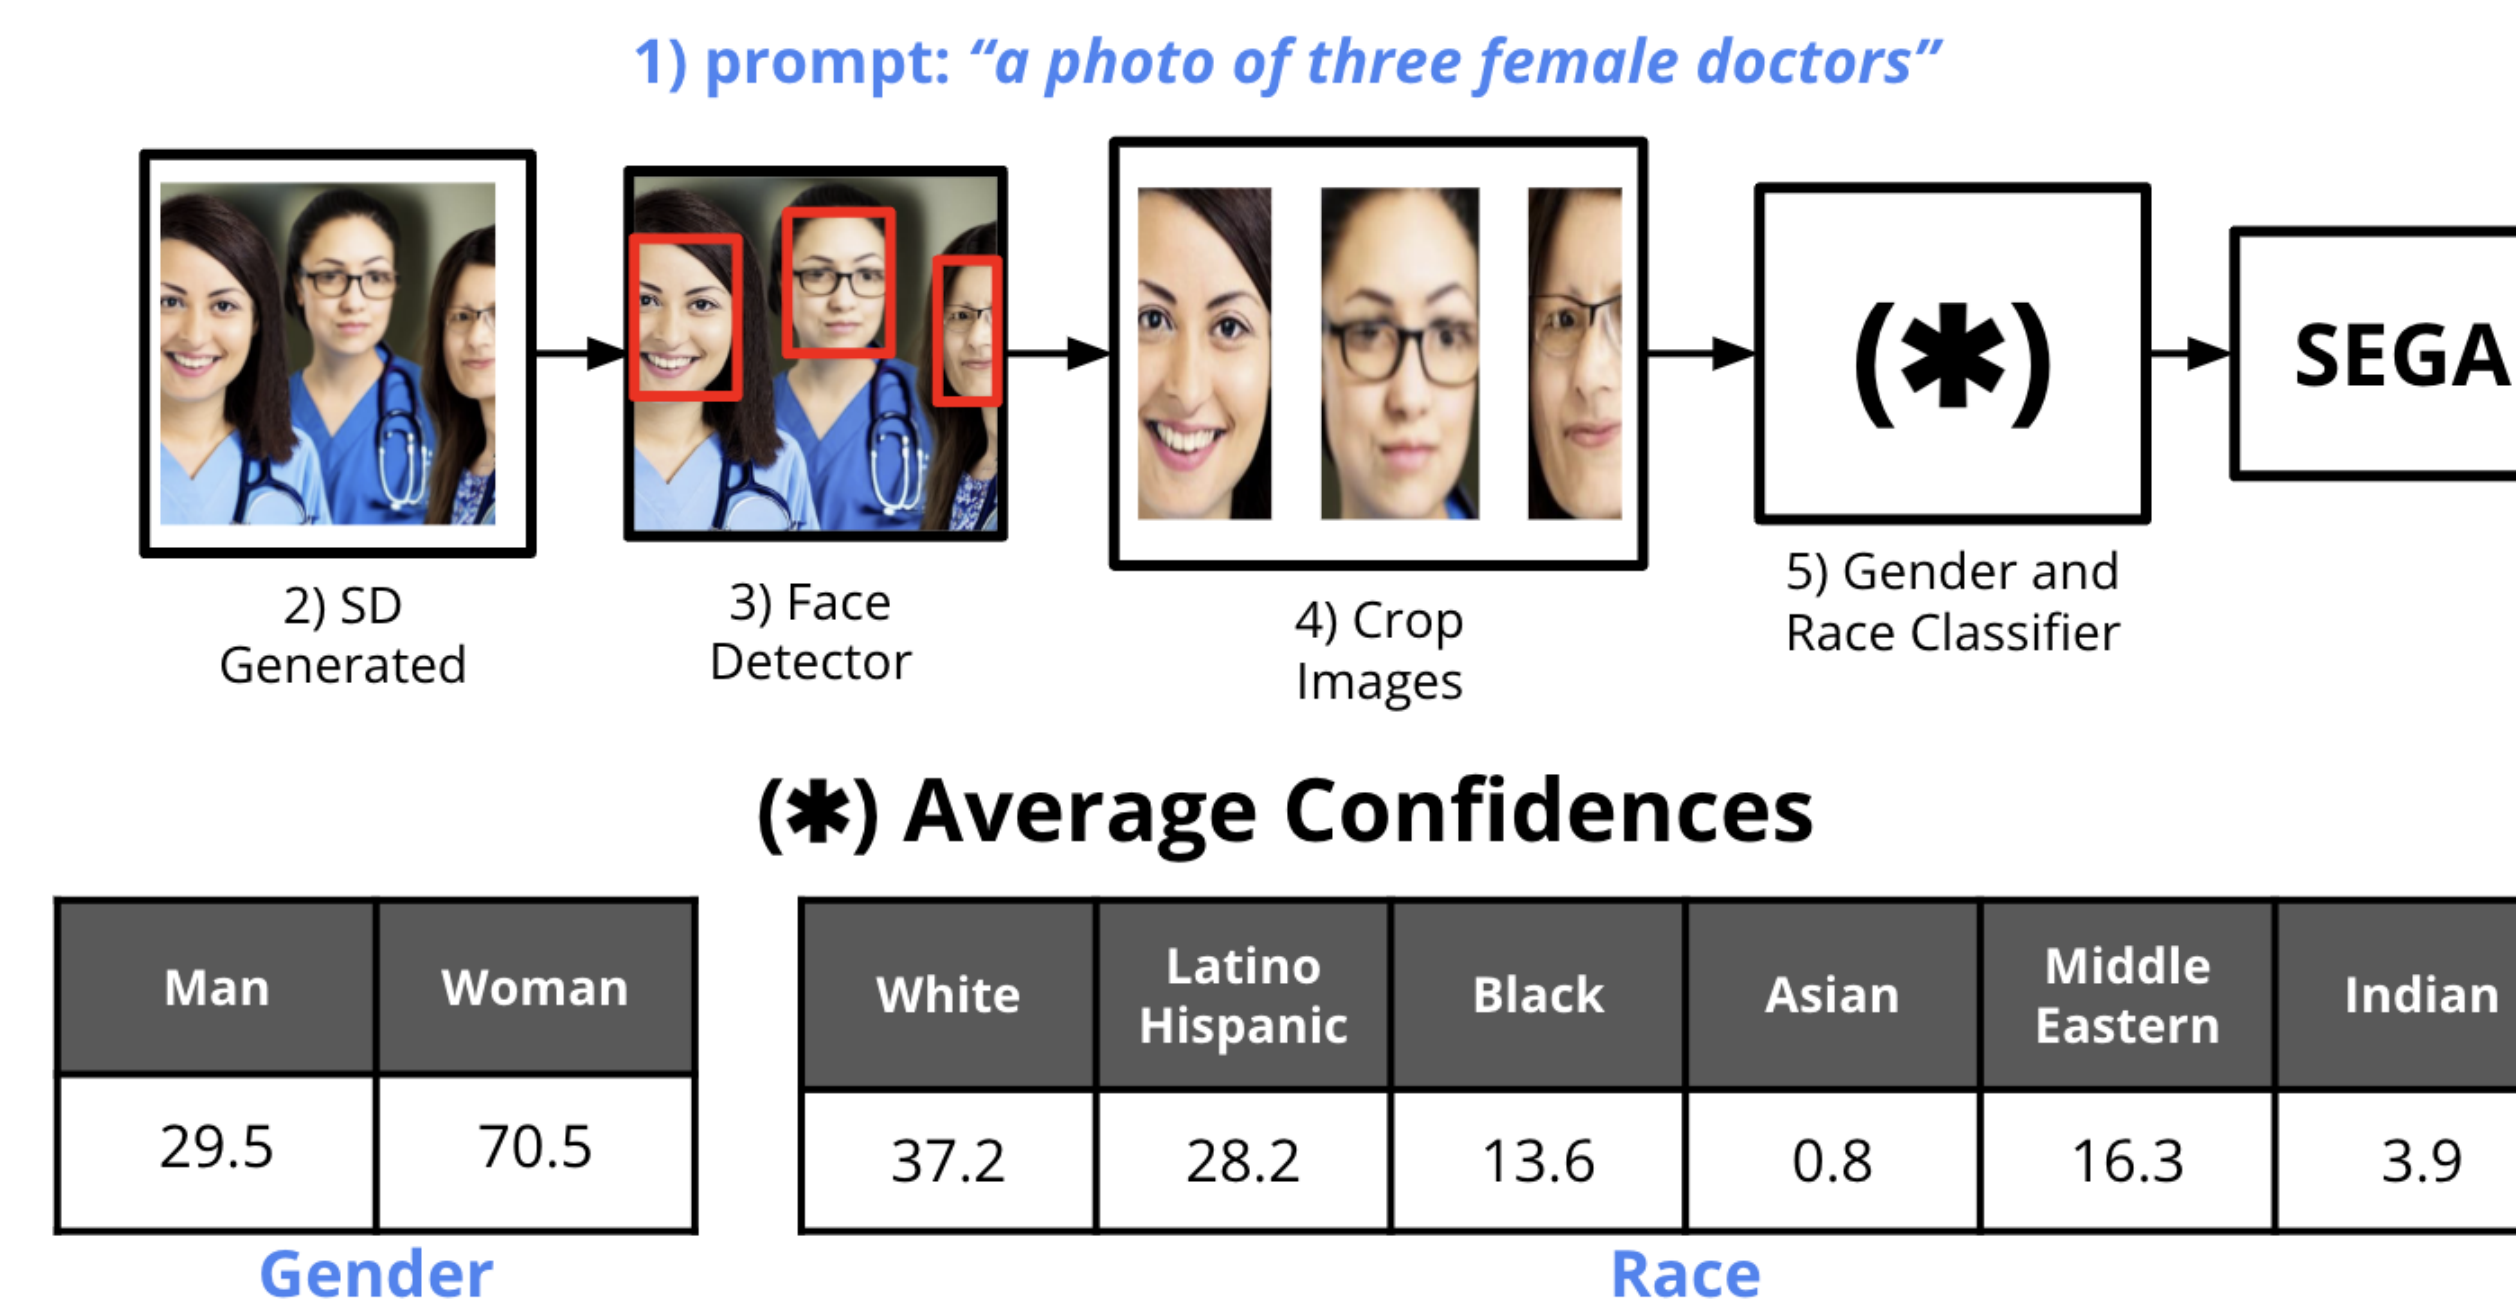 1) prompt: “a photo of three female doctors”
(✱)
SEGA
2) SD
Generated
3) Face
Detector
4) Crop
Images
5) Gender and
Race Classifier
(✱) Average Confidences
Man Woman
29.5 70.5
Gender
White Latino Hispanic Black Asian Middle Eastern Indian
37.2 28.2 13.6 0.8 16.3 3.9
Race